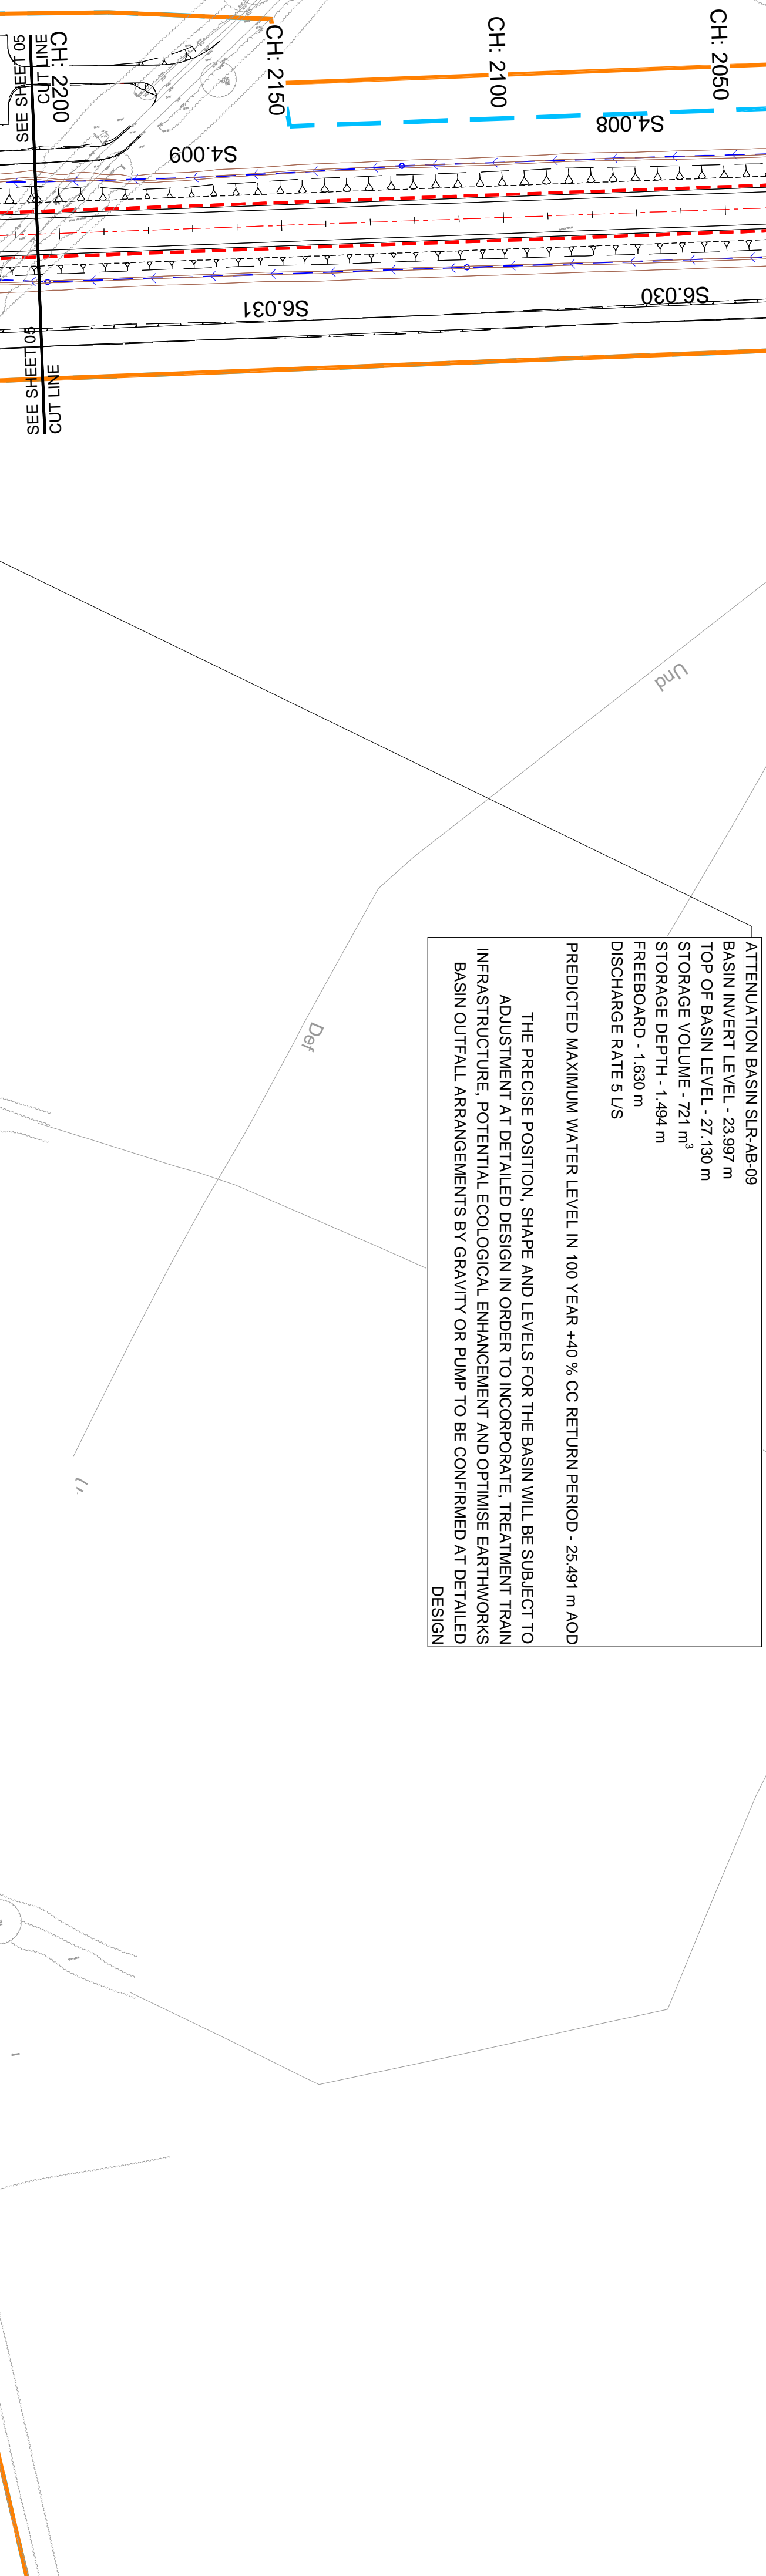 CH: 2200
CH: 2150
CH: 2100
CH: 2050
CUT LINE
SEE SHEET 05
S4.009
S4.008
S6.031
S6.030
CUT LINE
SEE SHEET 05
Und
Def
ATTENUATION BASIN SLR-AB-09
BASIN INVERT LEVEL - 23.997 m
TOP OF BASIN LEVEL - 27.130 m
STORAGE VOLUME - 721 m³
STORAGE DEPTH - 1.494 m
FREEBOARD - 1.630 m
DISCHARGE RATE 5 L/S
PREDICTED MAXIMUM WATER LEVEL IN 100 YEAR +40 % CC RETURN PERIOD - 25.491 m AOD
THE PRECISE POSITION, SHAPE AND LEVELS FOR THE BASIN WILL BE SUBJECT TO
ADJUSTMENT AT DETAILED DESIGN IN ORDER TO INCORPORATE, TREATMENT TRAIN
INFRASTRUCTURE, POTENTIAL ECOLOGICAL ENHANCEMENT AND OPTIMISE EARTHWORKS
BASIN OUTFALL ARRANGEMENTS BY GRAVITY OR PUMP TO BE CONFIRMED AT DETAILED
DESIGN